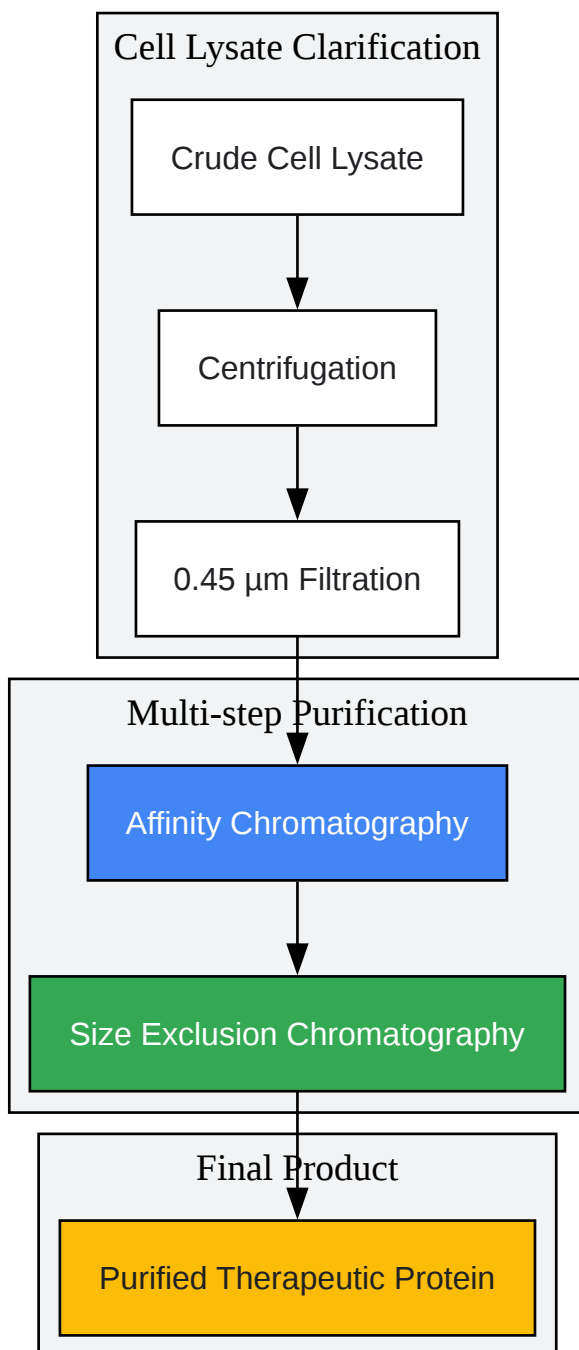 Cell Lysate Clarification
Crude Cell Lysate
Centrifugation
0.45 µm Filtration
Multi-step Purification
Affinity Chromatography
Size Exclusion Chromatography
Final Product
Purified Therapeutic Protein